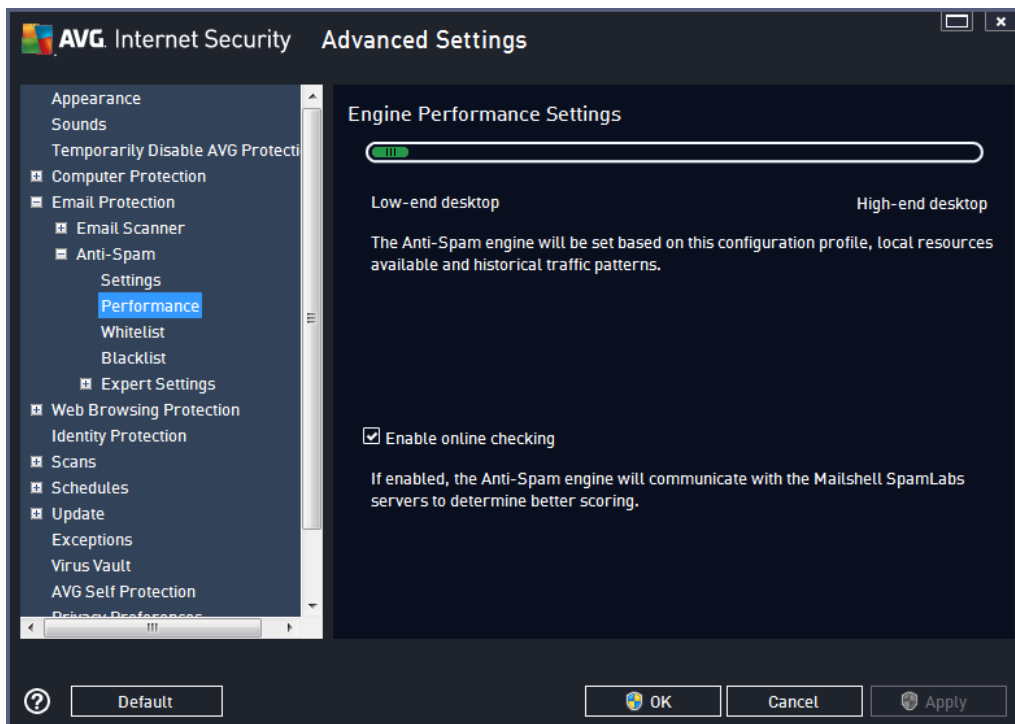 AVG. Internet Security Advanced Settings
Appearance
Sounds
Temporarily Disable AVG Protecti
Computer Protection
Email Protection
Email Scanner
Anti-Spam
Settings
Performance
Whitelist
Blacklist
Expert Settings
Web Browsing Protection
Identity Protection
Scans
Schedules
Update
Exceptions
Virus Vault
AVG Self Protection
Privacy Preferences
Engine Performance Settings
Low-end desktop High-end desktop
The Anti-Spam engine will be set based on this configuration profile, local resources
available and historical traffic patterns.
Enable online checking
If enabled, the Anti-Spam engine will communicate with the Mailshell SpamLabs
servers to determine better scoring.
? Default OK Cancel Apply